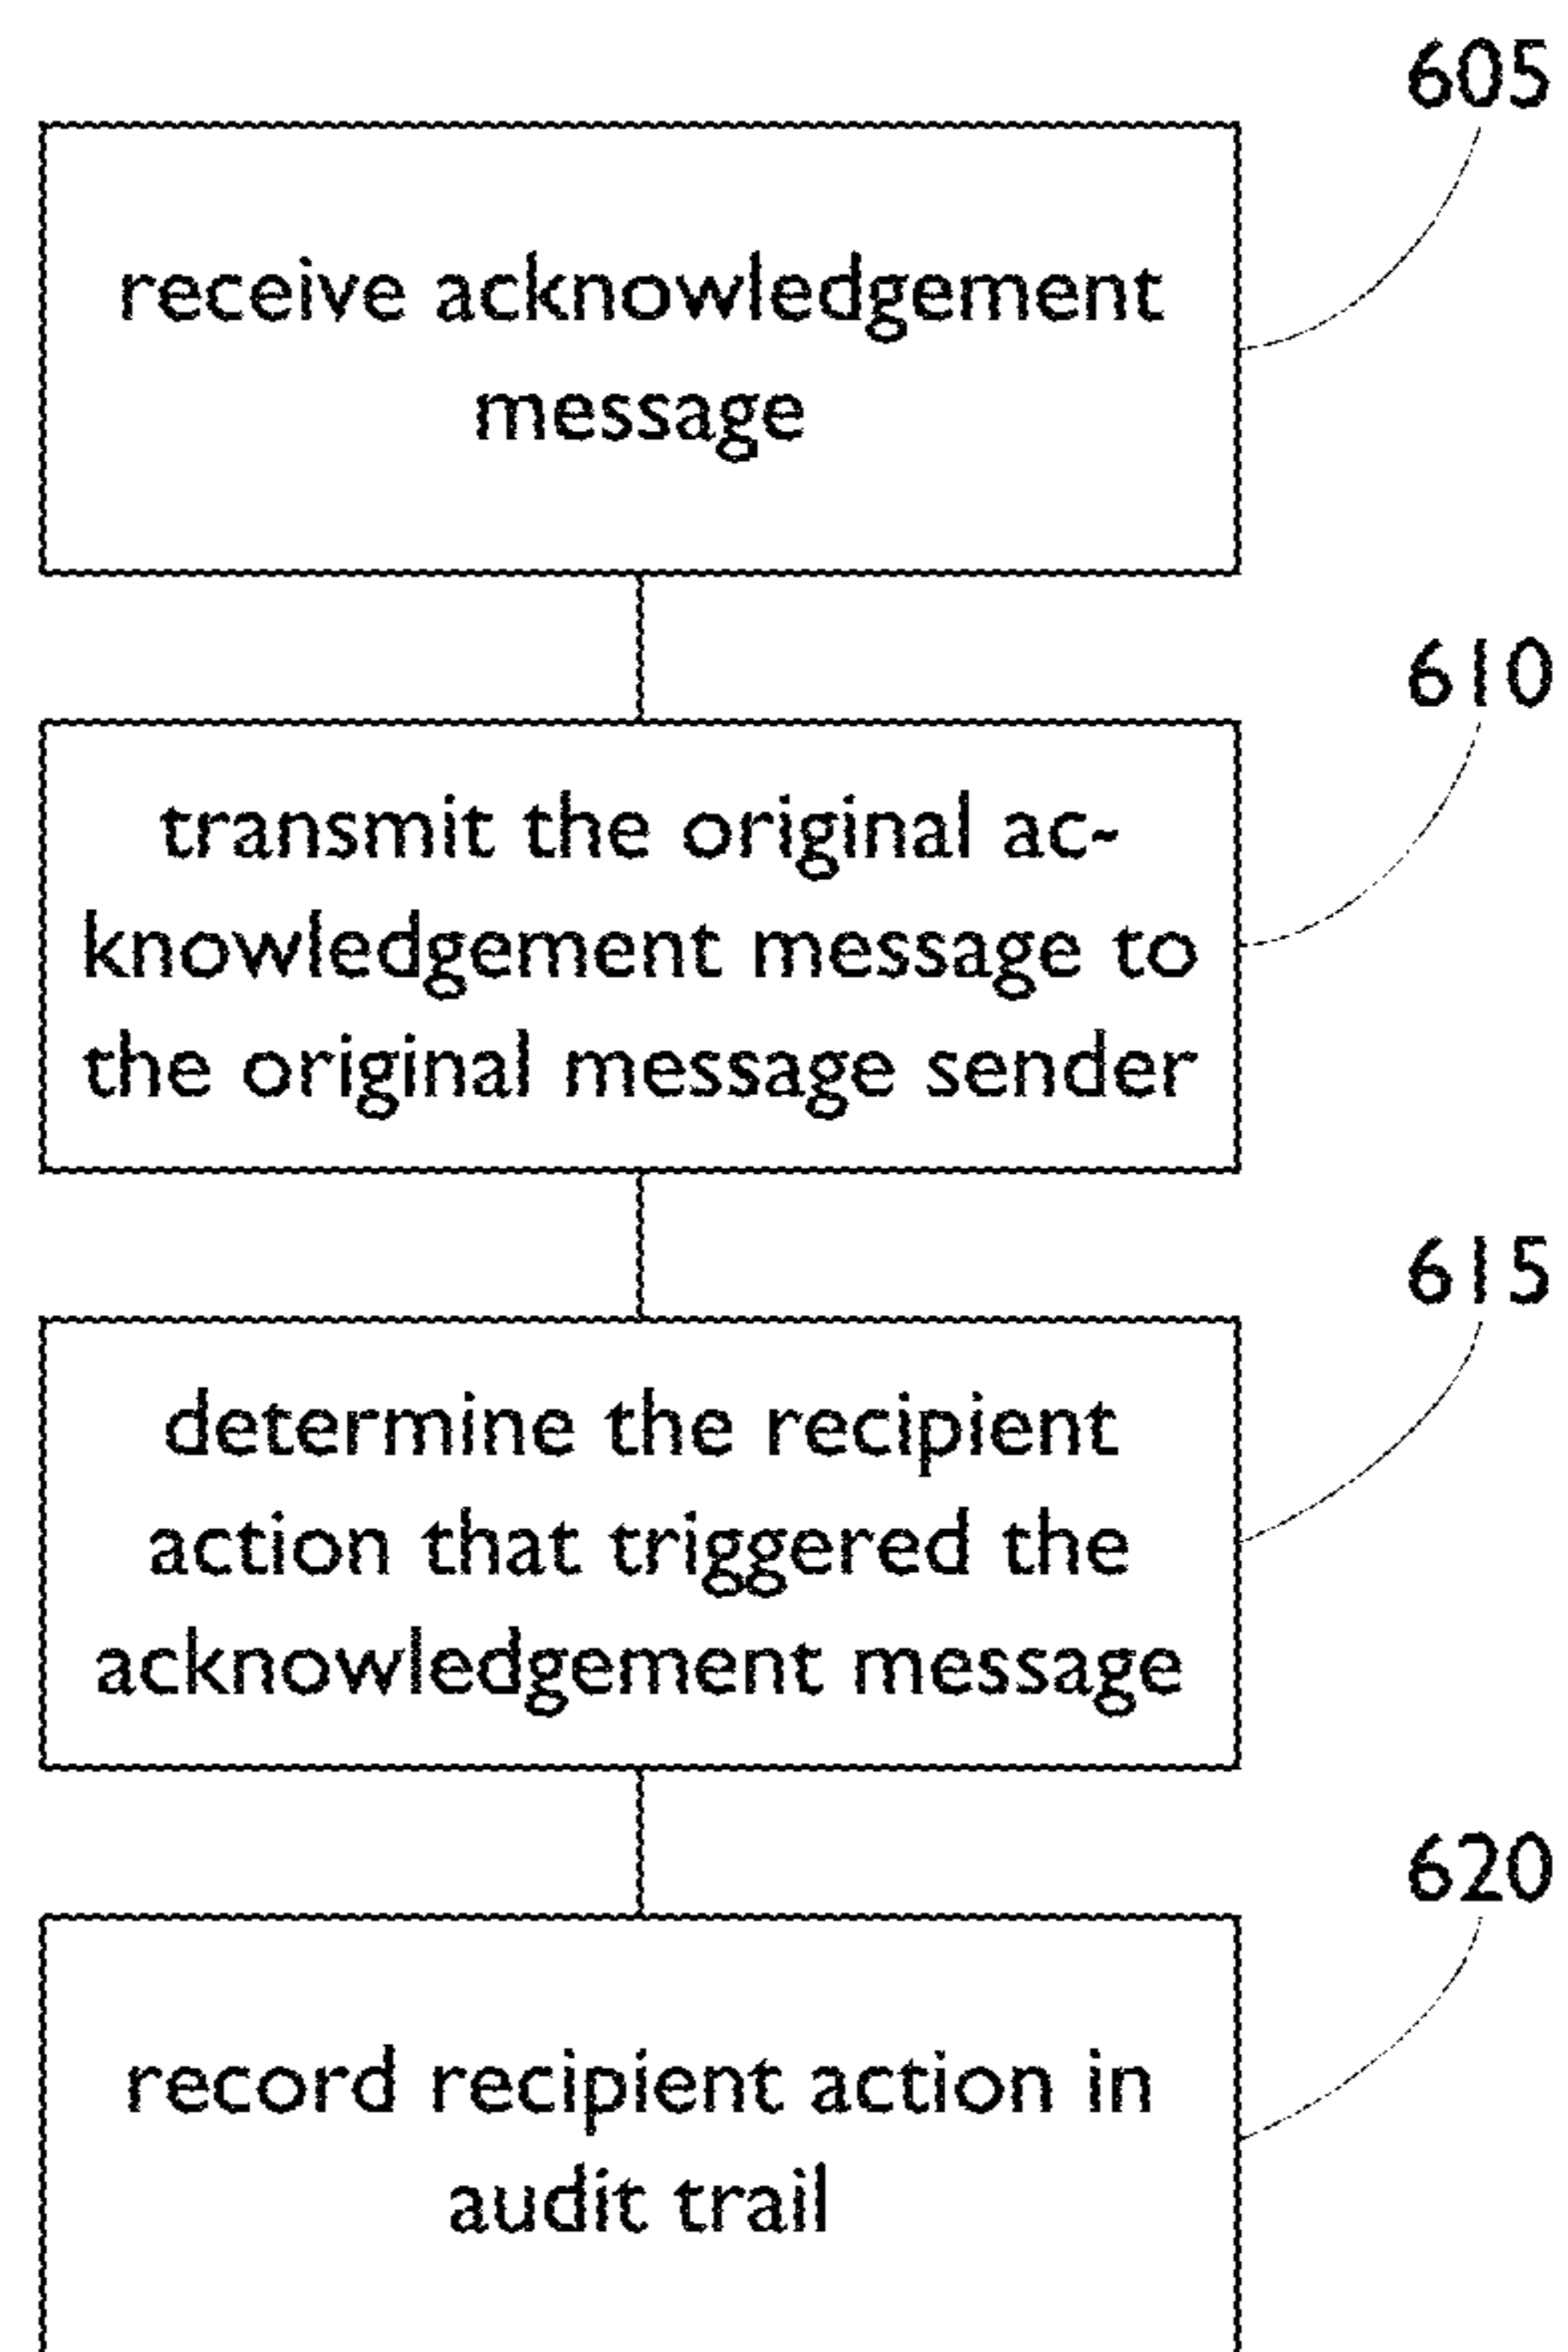 605
receive acknowledgement
message
610
transmit the original ac-
knowledgement message to
the original message sender
615
determine the recipient
action that triggered the
acknowledgement message
620
record recipient action in
audit trail